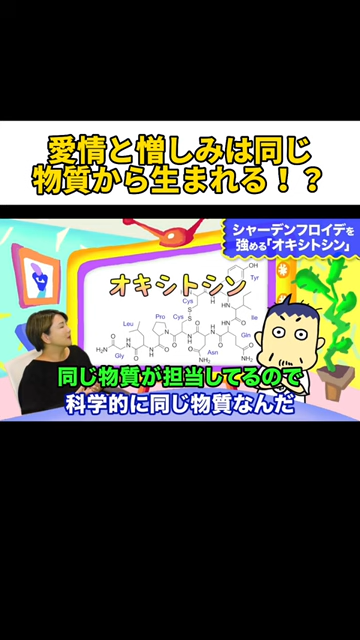 愛情と憎しみは同じ
物質から生まれる！？
シャーデンフロイデを
強める「オキシトシン」
オキシトシン
OH
Tyr
Cys
S
S
Ile
Pro
Cys
Leu
Gln
H₂N
Gly
Asn
NH₂
NH₂
同じ物質が担当してるので
科学的に同じ物質なんだ